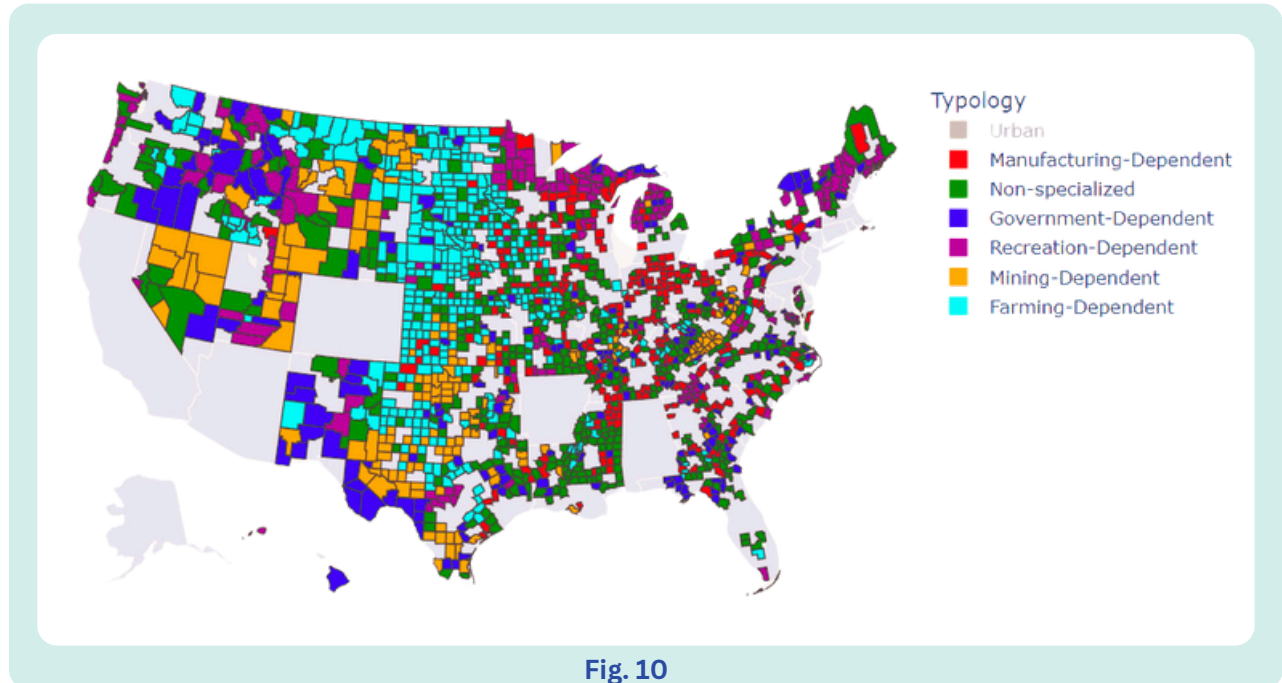 Typology
Urban
Manufacturing-Dependent
Non-specialized
Government-Dependent
Recreation-Dependent
Mining-Dependent
Farming-Dependent
Fig. 10